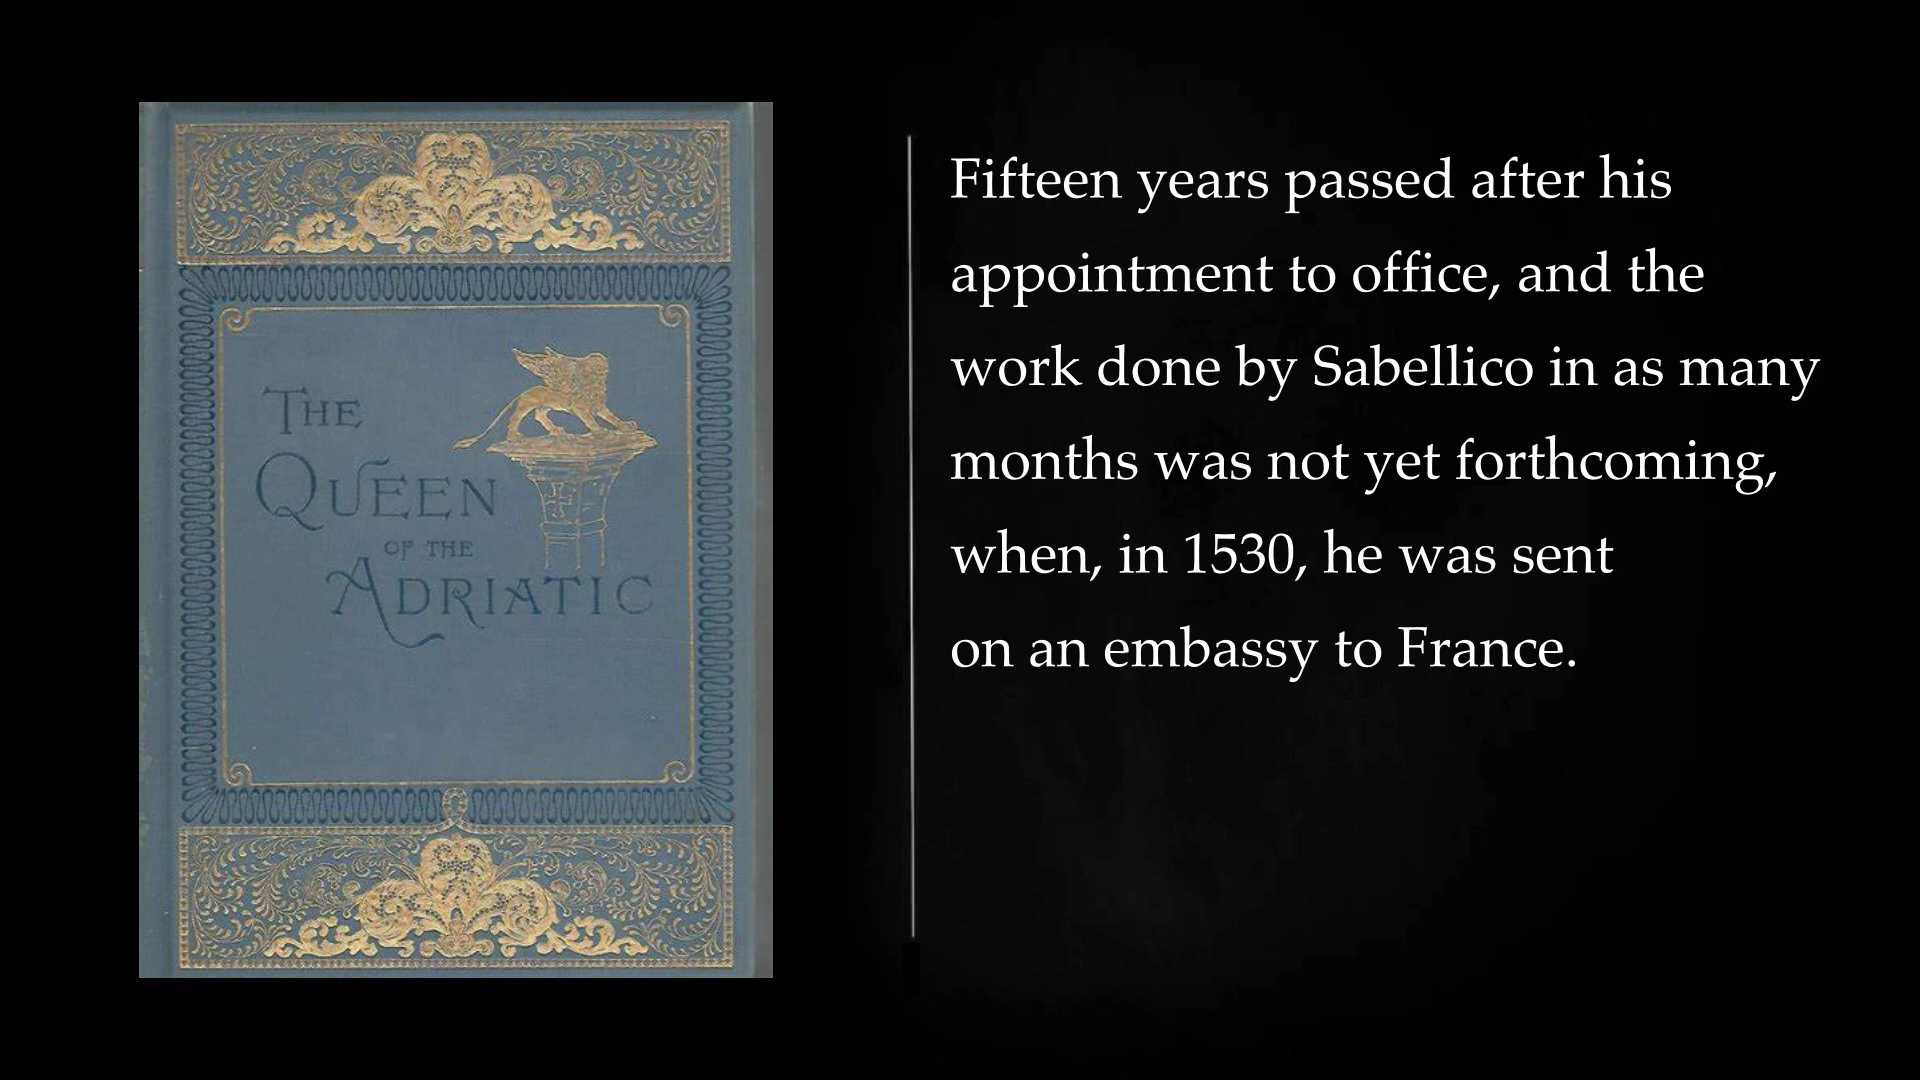 THE
QUEEN
OF THE
ADRIATIC
Fifteen years passed after his
appointment to office, and the
work done by Sabellico in as many
months was not yet forthcoming,
when, in 1530, he was sent
on an embassy to France.